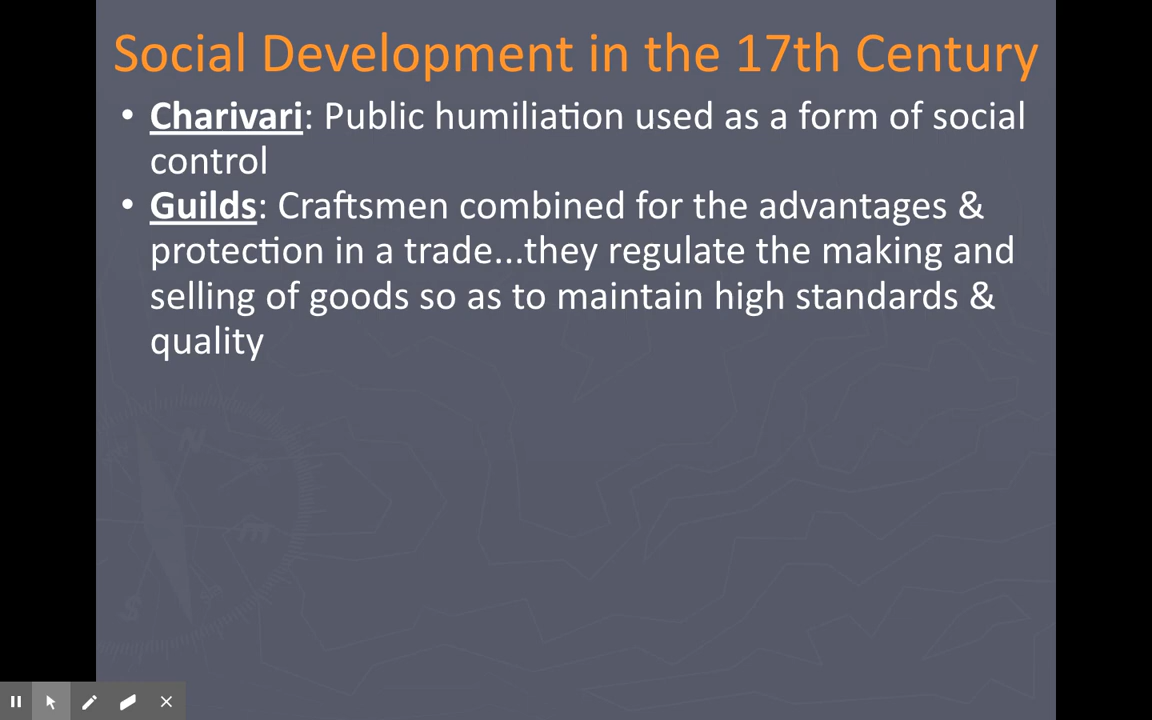 Social Development in the 17th Century
• Charivari: Public humiliation used as a form of social
control
• Guilds: Craftsmen combined for the advantages &
protection in a trade...they regulate the making and
selling of goods so as to maintain high standards &
quality
N
E
S